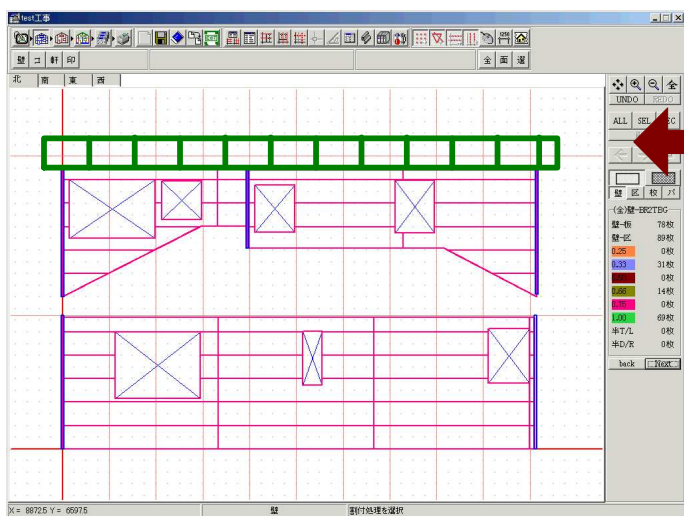 test工事
壁 コ 軒 印 全 面 選
北 南 東 西
全
UNDO REDO
ALL SEL
壁 区 枚 パ
(金)壁-BR2TBG
壁-板 78枚
壁-区 89枚
0.25 0枚
0.33 31枚
0枚
0.66 14枚
0.75 0枚
1.00 69枚
半T/L 0枚
半D/R 0枚
back Next
X = 8872.5 Y = 6597.5 壁 割付処理を選択